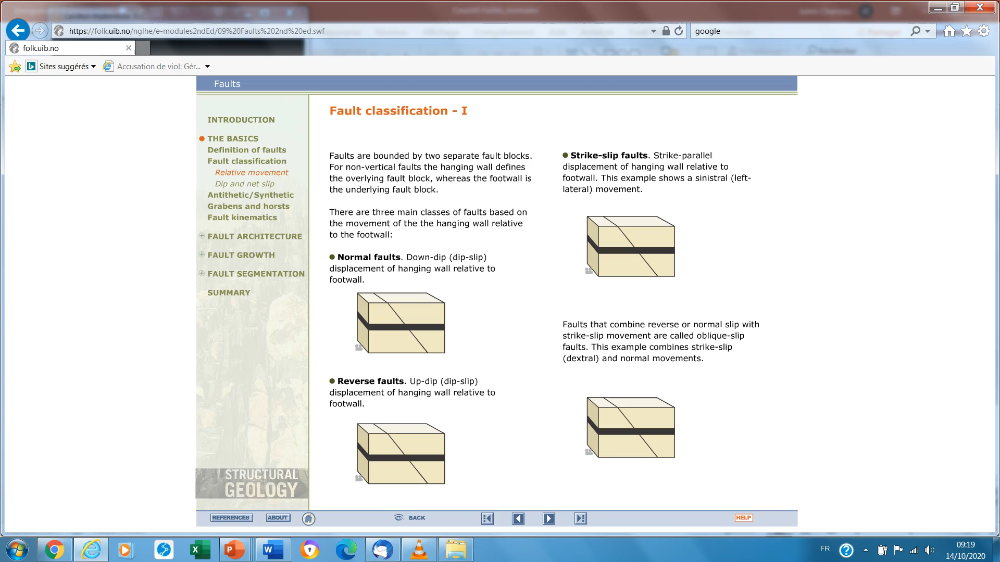 https://folk.uib.no/nglhe/e-modules2ndEd/09%20Faults%202nd%20ed.swf
google
folk.uib.no
Sites suggérés
Accusation de viol: Gér...
Faults
INTRODUCTION
THE BASICS
Definition of faults
Fault classification
Relative movement
Dip and net slip
Antithetic/Synthetic
Grabens and horsts
Fault kinematics
FAULT ARCHITECTURE
FAULT GROWTH
FAULT SEGMENTATION
SUMMARY
STRUCTURAL
GEOLOGY
Fault classification - I
Faults are bounded by two separate fault blocks.
For non-vertical faults the hanging wall defines
the overlying fault block, whereas the footwall is
the underlying fault block.
There are three main classes of faults based on
the movement of the the hanging wall relative
to the footwall:
Normal faults. Down-dip (dip-slip)
displacement of hanging wall relative to
footwall.
Reverse faults. Up-dip (dip-slip)
displacement of hanging wall relative to
footwall.
Strike-slip faults. Strike-parallel
displacement of hanging wall relative to
footwall. This example shows a sinistral (left-
lateral) movement.
Faults that combine reverse or normal slip with
strike-slip movement are called oblique-slip
faults. This example combines strike-slip
(dextral) and normal movements.
REFERENCES
ABOUT
BACK
HELP
FR
09:19
14/10/2020